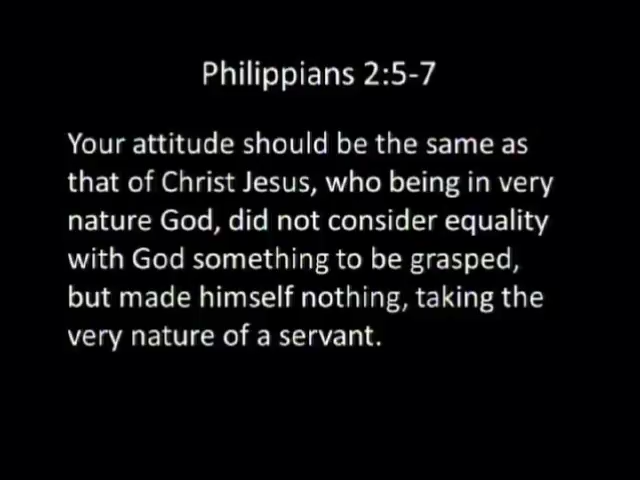 Philippians 2:5-7
Your attitude should be the same as
that of Christ Jesus, who being in very
nature God, did not consider equality
with God something to be grasped,
but made himself nothing, taking the
very nature of a servant.